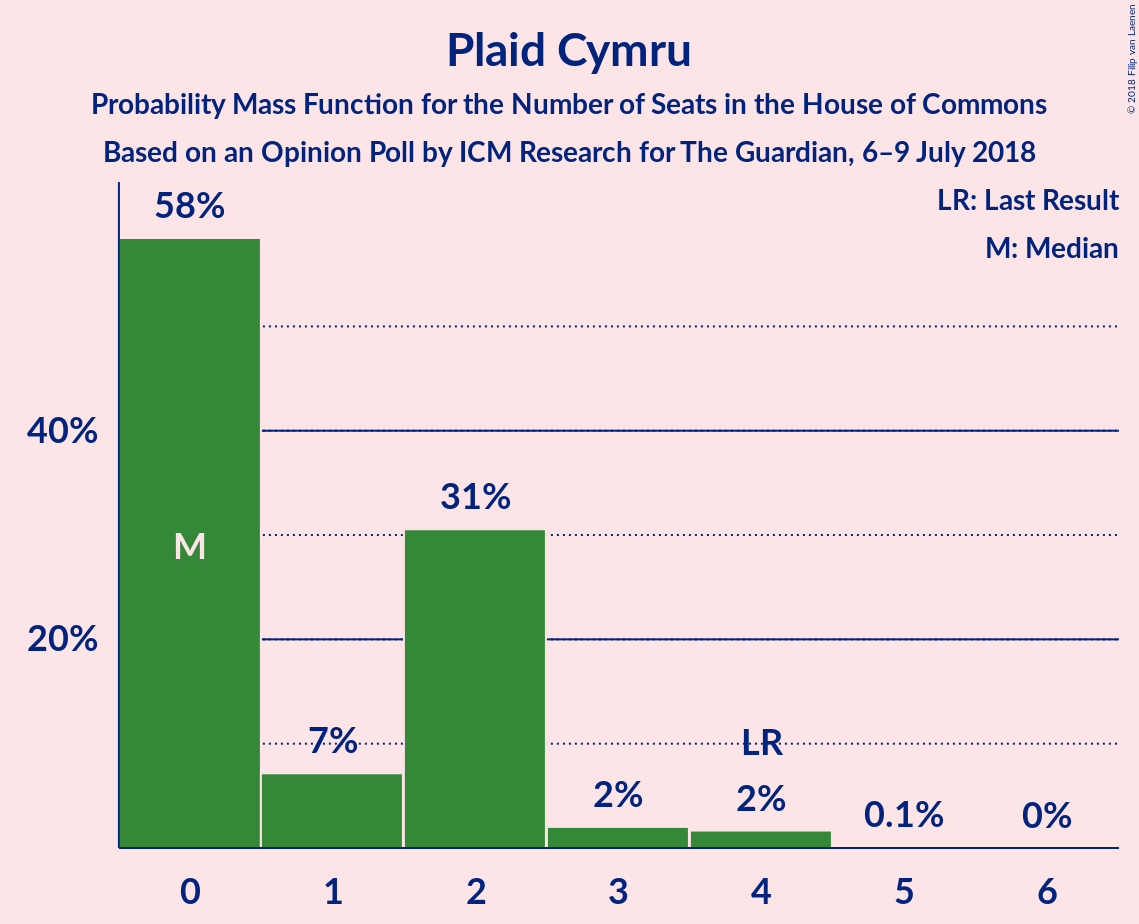 Plaid Cymru
Probability Mass Function for the Number of Seats in the House of Commons
Based on an Opinion Poll by ICM Research for The Guardian, 6–9 July 2018
© 2018 Filip van Laenen
LR: Last Result
M: Median
58%
40%
31%
M
20%
7%
LR
2%
2%
0.1%
0%
0 1 2 3 4 5 6